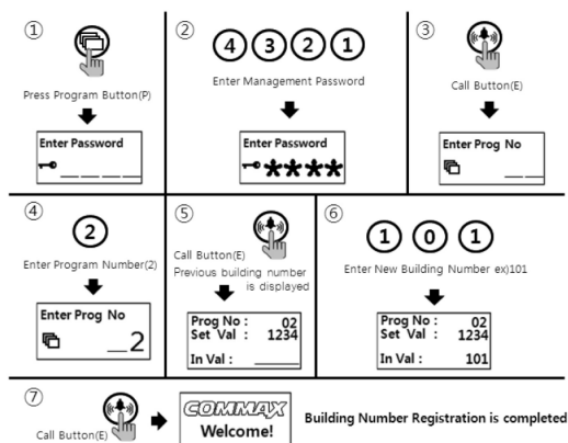 ①
Press Program Button(P)
Enter Password
②
4 3 2 1
Enter Management Password
Enter Password
****
③
Call Button(E)
Enter Prog No
④
2
Enter Program Number(2)
Enter Prog No
_2
⑤
Call Button(E)
Previous building number
is displayed
Prog No : 02
Set Val : 1234
In Val :
⑥
1 0 1
Enter New Building Number ex)101
Prog No : 02
Set Val : 1234
In Val : 101
⑦
Call Button(E)
COMMAX
Welcome!
Building Number Registration is completed